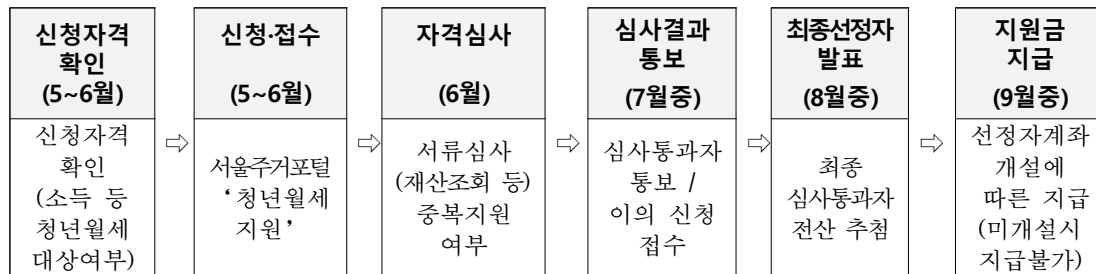 신청자격
확인
(5~6월)
신청자격
확인
(소득 등
청년월세
대상여부)
⇨
신청·접수
(5~6월)
서울주거포털
‘청년월세
지원’
⇨
자격심사
(6월)
서류심사
(재산조회 등)
중복지원
여부
⇨
심사결과
통보
(7월중)
심사통과자
통보 /
이의 신청
접수
⇨
최종선정자
발표
(8월중)
최종
심사통과자
전산 추첨
⇨
지원금
지급
(9월중)
선정자계좌
개설에
따른 지급
(미개설시
지급불가)